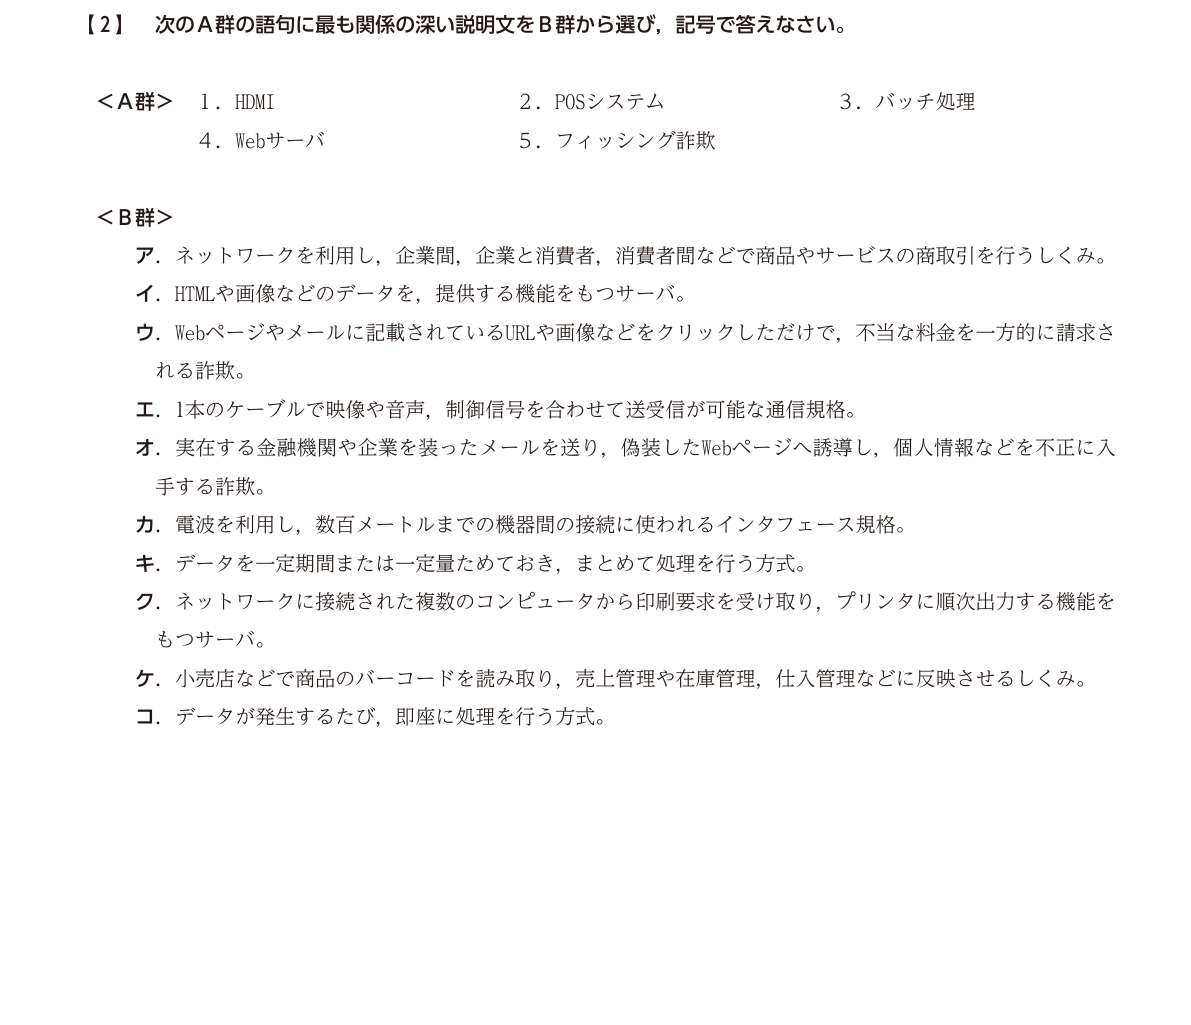 【2】 次のA群の語句に最も関係の深い説明文をB群から選び，記号で答えなさい。
＜A群＞ 1．HDMI 2．POSシステム 3．バッチ処理
4．Webサーバ 5．フィッシング詐欺
＜B群＞
ア．ネットワークを利用し，企業間，企業と消費者，消費者間などで商品やサービスの商取引を行うしくみ。
イ．HTMLや画像などのデータを，提供する機能をもつサーバ。
ウ．Webページやメールに記載されているURLや画像などをクリックしただけで，不当な料金を一方的に請求さ
れる詐欺。
エ．1本のケーブルで映像や音声，制御信号を合わせて送受信が可能な通信規格。
オ．実在する金融機関や企業を装ったメールを送り，偽装したWebページへ誘導し，個人情報などを不正に入
手する詐欺。
カ．電波を利用し，数百メートルまでの機器間の接続に使われるインタフェース規格。
キ．データを一定期間または一定量ためておき，まとめて処理を行う方式。
ク．ネットワークに接続された複数のコンピュータから印刷要求を受け取り，プリンタに順次出力する機能を
もつサーバ。
ケ．小売店などで商品のバーコードを読み取り，売上管理や在庫管理，仕入管理などに反映させるしくみ。
コ．データが発生するたび，即座に処理を行う方式。